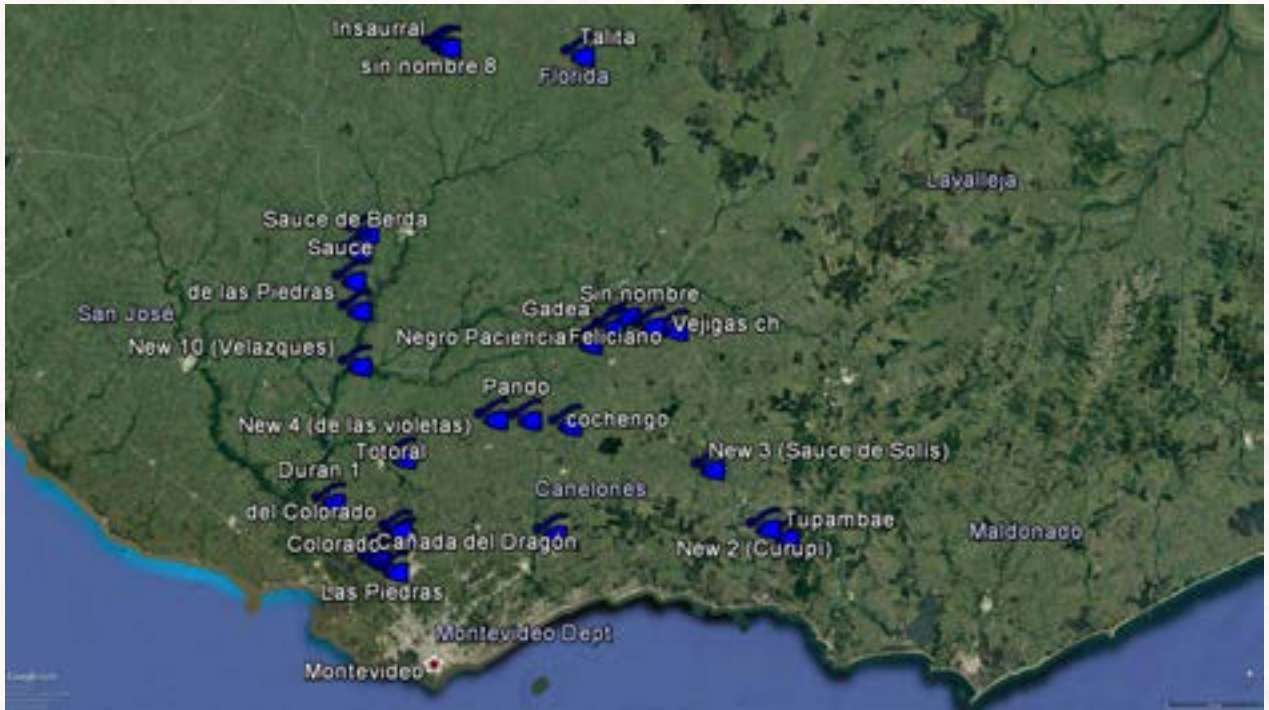 Insaurral
Talita
sin nombre 8
Florida
Lavalleja
Sauce de Berda
Sauce
de las Piedras
San José
Sin nombre
Gadea
Vejigas ch
Negro Paciencia
Feliciano
New 10 (Velazques)
Pando
New 4 (de las violetas)
cochengo
Totoral
New 3 (Sauce de Solís)
Duran 1
Canelones
del Colorado
Tupambae
Maldonado
Colorado
Cañada del Dragón
New 2 (Curupi)
Las Piedras
Montevideo Dept
Montevideo